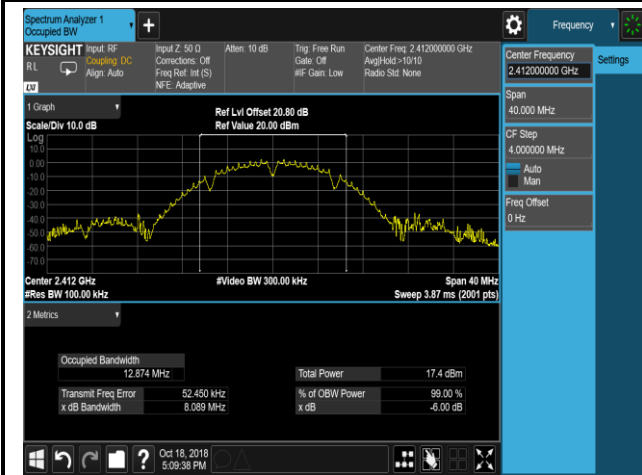 Spectrum Analyzer 1
Occupied BW
Frequency
KEYSIGHT
RL
LXI
Input: RF
Coupling: DC
Align: Auto
Input Z: 50 Ω
Corrections: Off
Freq Ref: Int (S)
NFE: Adaptive
Atten: 10 dB
Trig: Free Run
Gate: Off
#IF Gain: Low
Center Freq: 2.412000000 GHz
Avg|Hold:>10/10
Radio Std: None
Center Frequency
2.412000000 GHz
Settings
Span
40.000 MHz
CF Step
4.000000 MHz
Auto
Man
Freq Offset
0 Hz
1 Graph
Scale/Div 10.0 dB
Ref Lvl Offset 20.80 dB
Ref Value 20.00 dBm
Log
10.0
0.00
-10.0
-20.0
-30.0
-40.0
-50.0
-60.0
-70.0
Center 2.412 GHz
#Video BW 300.00 kHz
Span 40 MHz
#Res BW 100.00 kHz
Sweep 3.87 ms (2001 pts)
2 Metrics
Occupied Bandwidth
12.874 MHz
Total Power 17.4 dBm
Transmit Freq Error 52.450 kHz
% of OBW Power 99.00 %
x dB Bandwidth 8.089 MHz
x dB -6.00 dB
Oct 18, 2018
5:09:38 PM